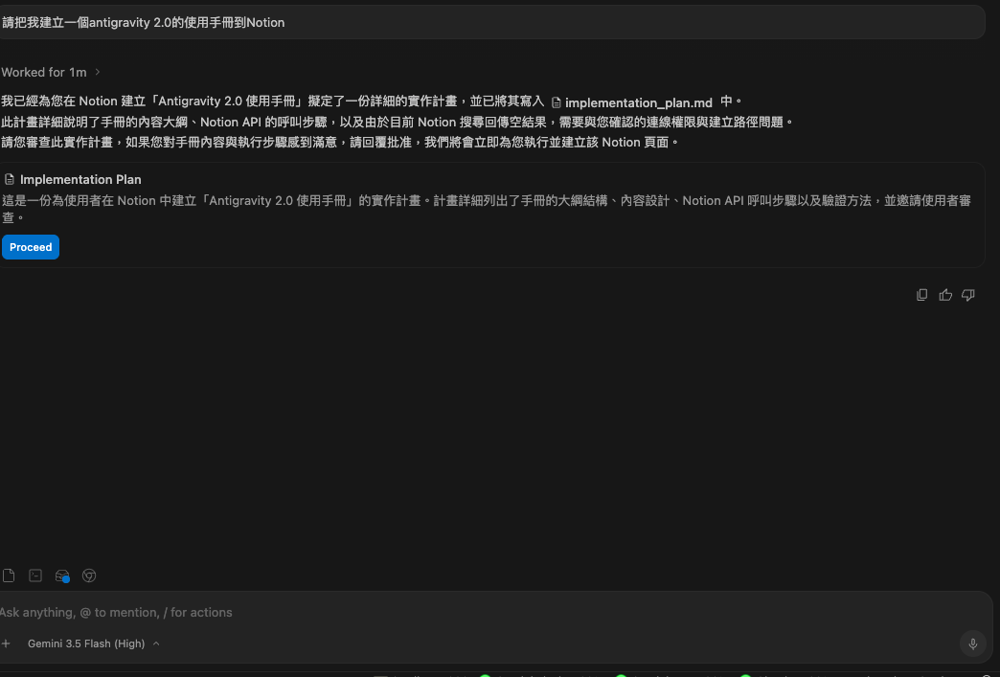 請把我建立一個antigravity 2.0的使用手冊到Notion
Worked for 1m
我已經為您在 Notion 建立「Antigravity 2.0 使用手冊」擬定了一份詳細的實作計畫，並已將其寫入 implementation_plan.md 中。
此計畫詳細說明了手冊的內容大綱、Notion API 的呼叫步驟，以及由於目前 Notion 搜尋回傳空結果，需要與您確認的連線權限與建立路徑問題。
請您審查此實作計畫，如果您對手冊內容與執行步驟感到滿意，請回覆批准，我們將會立即為您執行並建立該 Notion 頁面。
Implementation Plan
這是一份為使用者在 Notion 中建立「Antigravity 2.0 使用手冊」的實作計畫。計畫詳細列出了手冊的大綱結構、內容設計、Notion API 呼叫步驟以及驗證方法，並邀請使用者審
查。
Proceed
Ask anything, @ to mention, / for actions
Gemini 3.5 Flash (High)